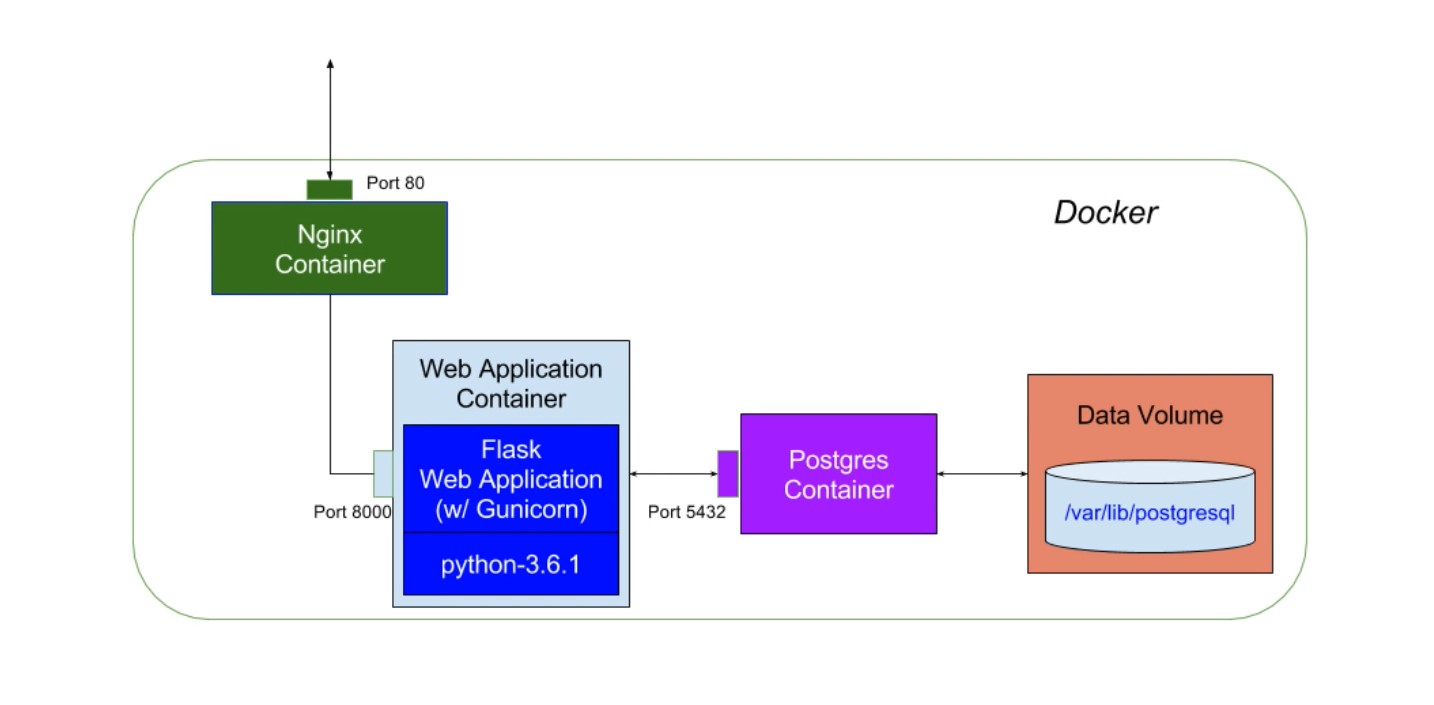 Port 80
Docker
Nginx
Container
Web Application
Container
Flask
Web Application
(w/ Gunicorn)
python-3.6.1
Port 8000
Port 5432
Postgres
Container
Data Volume
/var/lib/postgresql